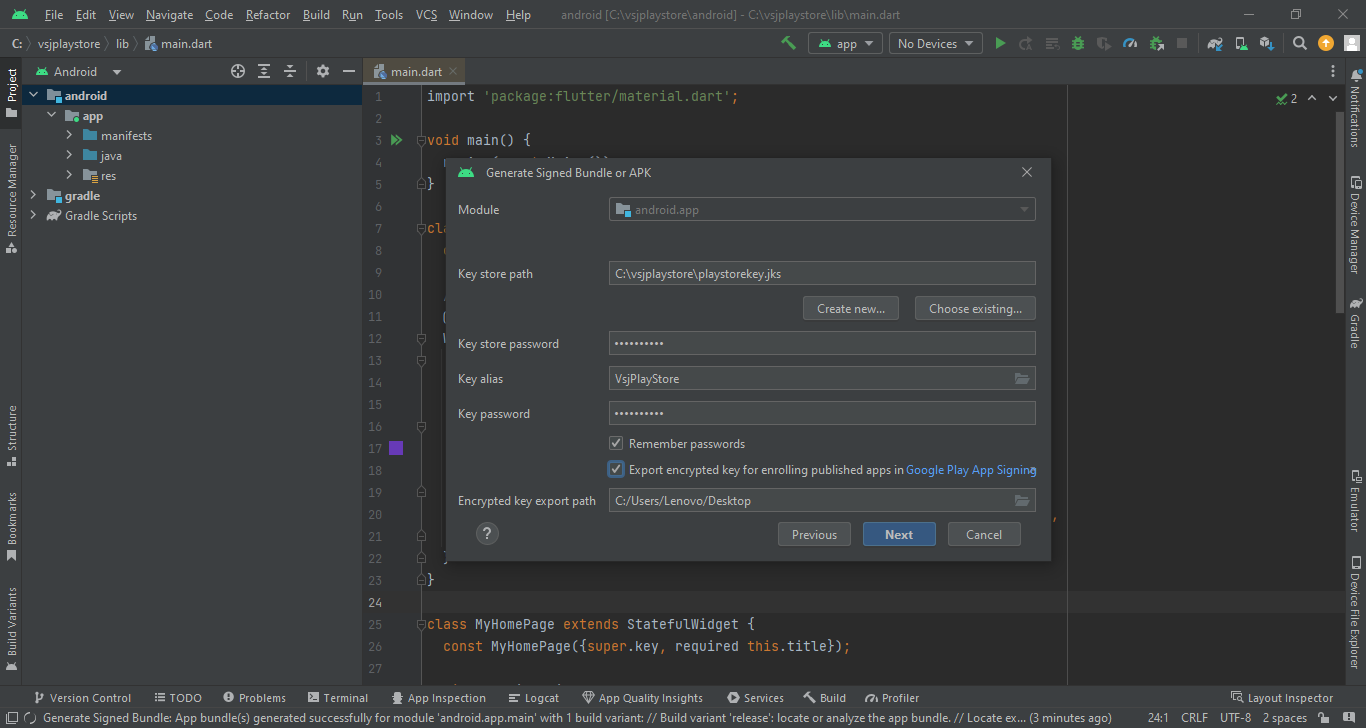 File Edit View Navigate Code Refactor Build Run Tools VCS Window Help android [C:\vsjplaystore\android] - C:\vsjplaystore\lib\main.dart
C: vsjplaystore lib main.dart app No Devices
Project
Android
main.dart
android
app
manifests
java
res
gradle
Gradle Scripts
Resource Manager
Structure
Bookmarks
Build Variants
1 import 'package:flutter/material.dart';
2
3 void main() {
4
5 }
6
7 cla
8
9
10
11
12
13
14
15
16
17
18
19
20 ,
21
22 }
23 }
24
25 class MyHomePage extends StatefulWidget {
26 const MyHomePage({super.key, required this.title});
27
2
Generate Signed Bundle or APK
Module android.app
Key store path C:\vsjplaystore\playstorekey.jks
Create new... Choose existing...
Key store password ••••••••••
Key alias VsjPlayStore
Key password ••••••••••
Remember passwords
Export encrypted key for enrolling published apps in Google Play App Signing
Encrypted key export path C:/Users/Lenovo/Desktop
? Previous Next Cancel
Notifications
Device Manager
Gradle
Emulator
Device File Explorer
Version Control TODO Problems Terminal App Inspection Logcat App Quality Insights Services Build Profiler Layout Inspector
Generate Signed Bundle: App bundle(s) generated successfully for module 'android.app.main' with 1 build variant: // Build variant 'release': locate or analyze the app bundle. // Locate ex... (3 minutes ago) 24:1 CRLF UTF-8 2 spaces